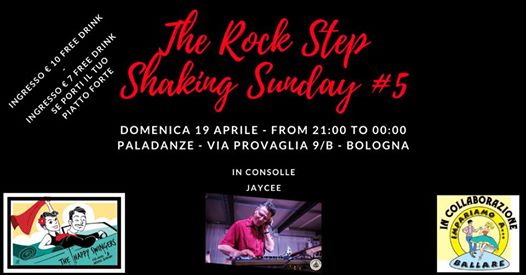 INGRESSO € 10 FREE DRINK
-
INGRESSO € 7 FREE DRINK
SE PORTI IL TUO
PIATTO FORTE
The Rock Step
Shaking Sunday #5
DOMENICA 19 APRILE - FROM 21:00 TO 00:00
PALADANZE - VIA PROVAGLIA 9/B - BOLOGNA
IN CONSOLLE
JAYCEE
THE HAPPY SWINGERS
IN COLLABORAZIONE
IMPARIAMO A...
BALLARE